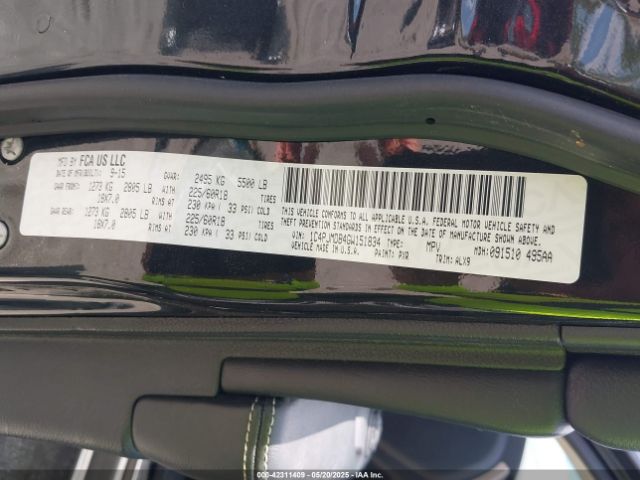 MFD BY FCA US LLC
DATE OF MFR/BUILT: 9-15
GVWR: 2495 KG 5500 LB
GAWR FRONT: 1273 KG 2805 LB WITH 225/60R18 TIRES
18X7.0 RIMS AT 230 KPA ( 33 PSI) COLD
GAWR REAR: 1273 KG 2805 LB WITH 225/60R18 TIRES
18X7.0 RIMS AT 230 KPA ( 33 PSI) COLD
THIS VEHICLE CONFORMS TO ALL APPLICABLE U.S.A. FEDERAL MOTOR VEHICLE SAFETY
AND THEFT PREVENTION STANDARDS IN EFFECT ON THE DATE OF MANUFACTURE SHOWN ABOVE.
VIN: 1C4PJMDB4GW151834 TYPE: MPV MDH:091510 495AA
VEHICLE MADE IN U.S.A. PAINT: PXR TRIM: ALX9
000-42311409 - 05/20/2025 - IAA Inc.